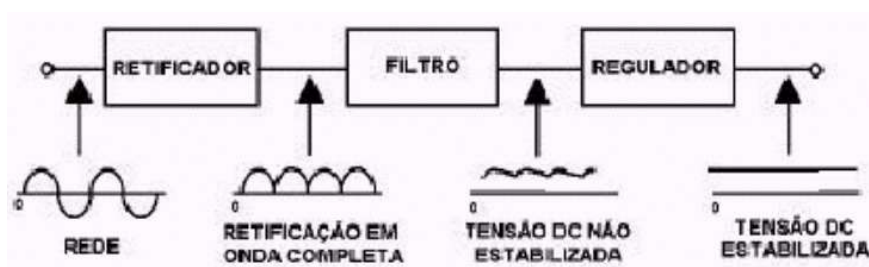 RETIFICADOR
FILTRO
REGULADOR
0
REDE
0
RETIFICAÇÃO EM
ONDA COMPLETA
0
TENSÃO DC NÃO
ESTABILIZADA
0
TENSÃO DC
ESTABILIZADA